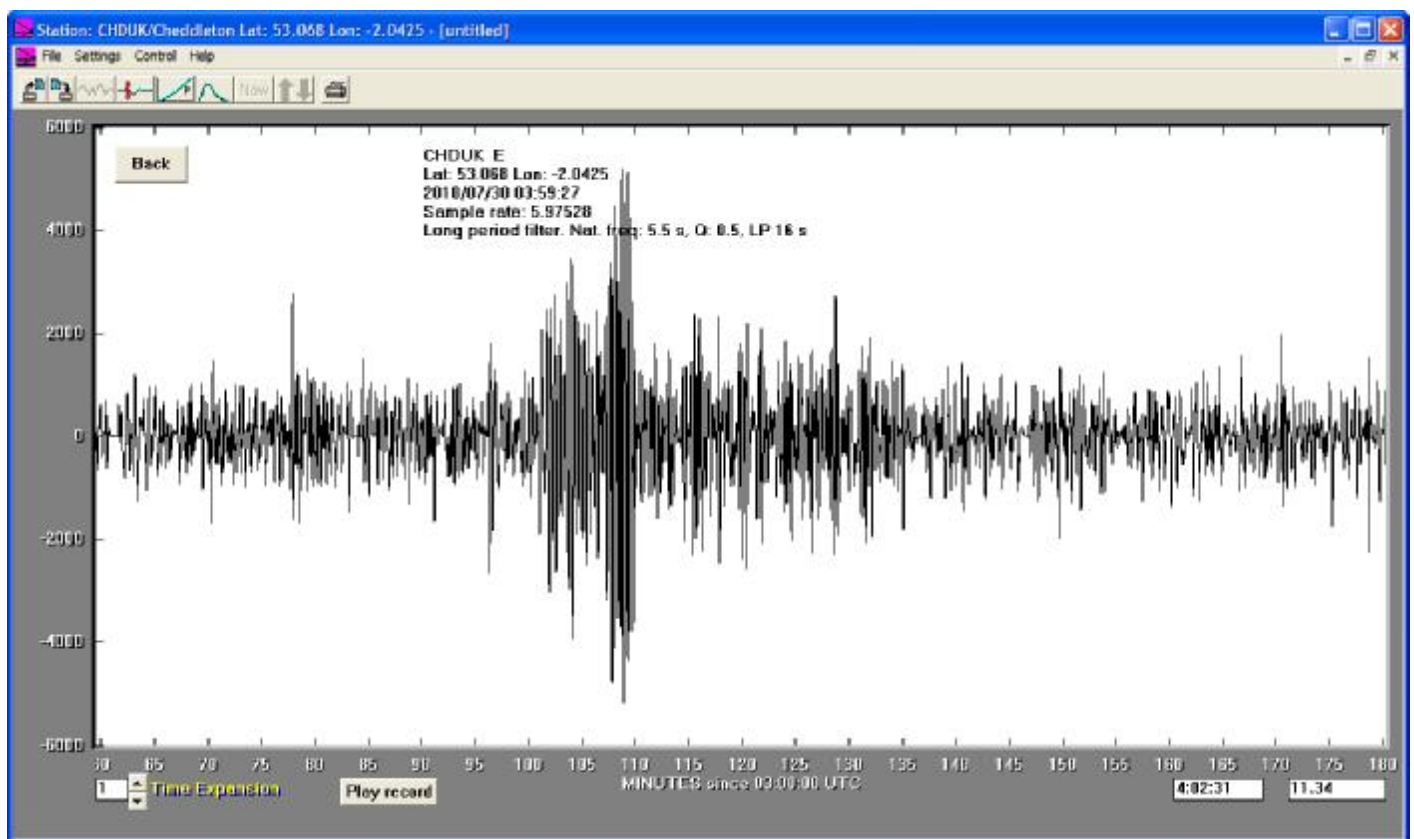 Station: CHDUK/Cheddleton Lat: 53.068 Lon: -2.0425 - [untitled]
File Settings Control Help
Now
6000
Back
CHDUK E
Lat: 53.068 Lon: -2.0425
2018/07/30 03:59:27
Sample rate: 5.97528
Long period filter. Nat. freq: 5.5 s, Q: 0.5, LP 16 s
4000
2000
0
-2000
-4000
-6000
60 65 70 75 80 85 90 95 100 105 110 115 120 125 130 135 140 145 150 155 160 165 170 175 180
MINUTES since 03:00:00 UTC
1 Time Expansion Play record 4:02:31 11.34